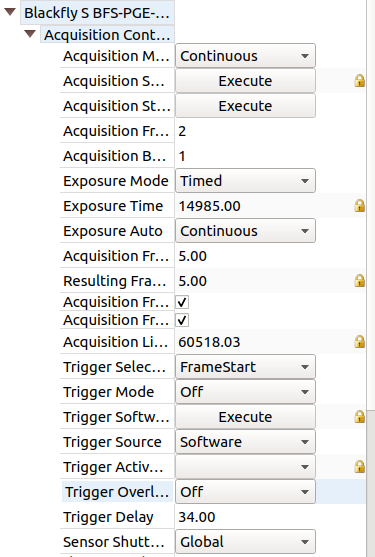 Blackfly S BFS-PGE-...
Acquisition Cont...
Acquisition M... Continuous
Acquisition S... Execute
Acquisition St... Execute
Acquisition Fr... 2
Acquisition B... 1
Exposure Mode Timed
Exposure Time 14985.00
Exposure Auto Continuous
Acquisition Fr... 5.00
Resulting Fra... 5.00
Acquisition Fr...
Acquisition Fr...
Acquisition Li... 60518.03
Trigger Selec... FrameStart
Trigger Mode Off
Trigger Softw... Execute
Trigger Source Software
Trigger Activ...
Trigger Overl... Off
Trigger Delay 34.00
Sensor Shutt... Global